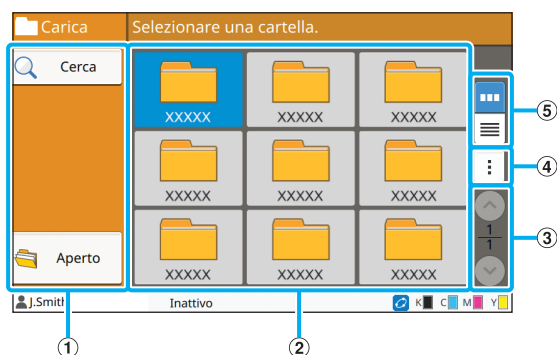 Carica
Selezionare una cartella.
Cerca
Aperto
XXXXX XXXXX XXXXX
XXXXX XXXXX XXXXX
XXXXX XXXXX XXXXX
5
4
1
1
3
J.Smith
Inattivo
K C M Y
1
2